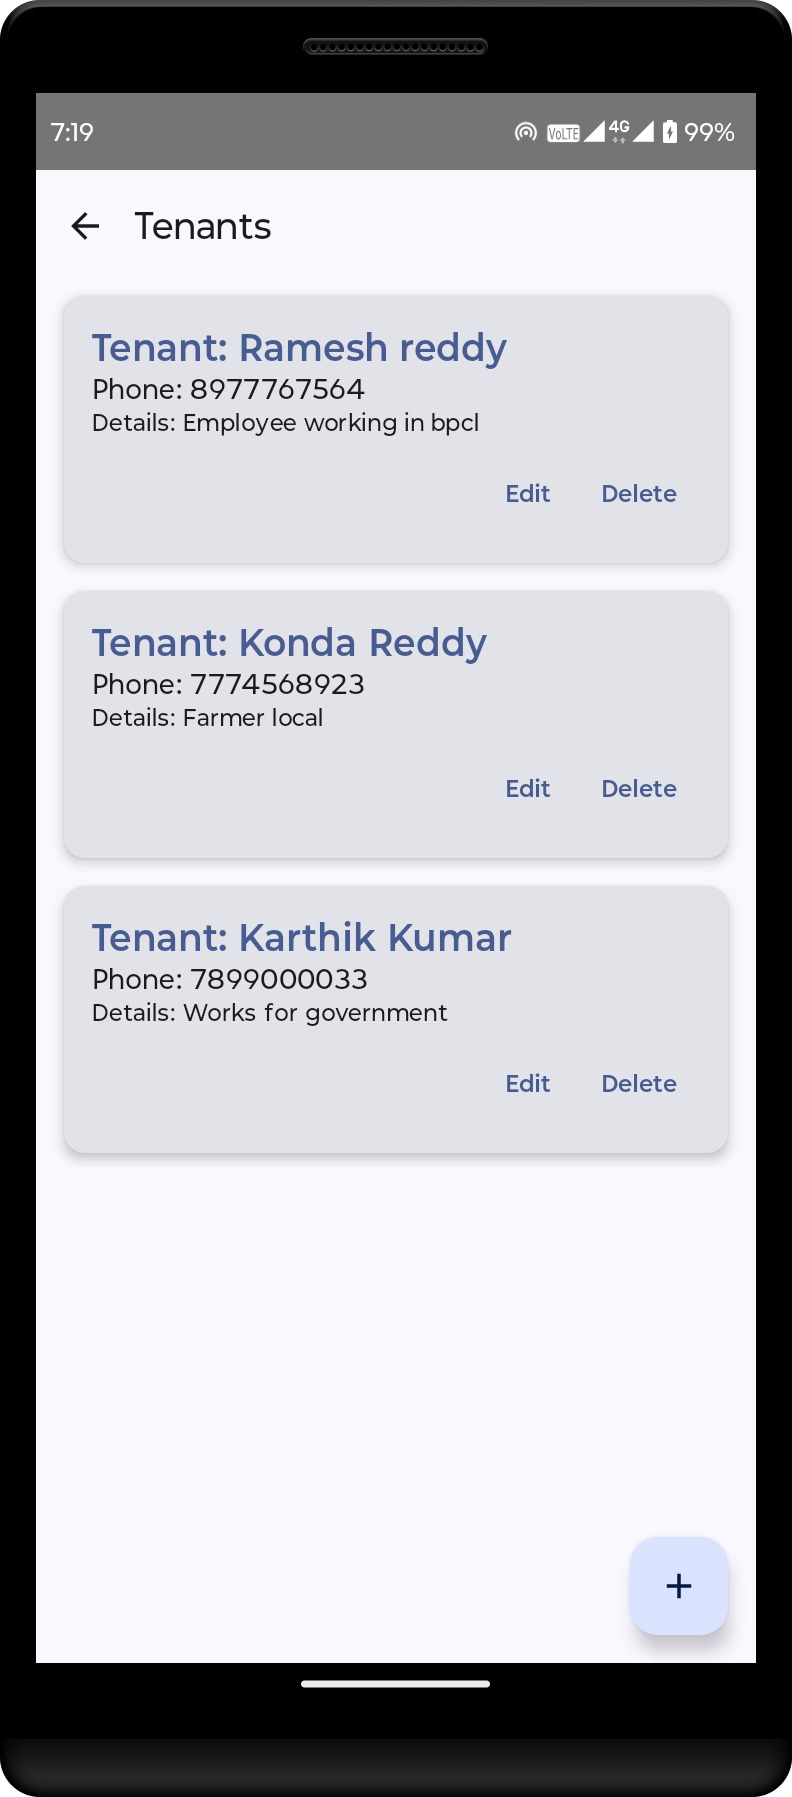 7:19 VoLTE 4G 99%
Tenants
Tenant: Ramesh reddy
Phone: 8977767564
Details: Employee working in bpcl
Edit Delete
Tenant: Konda Reddy
Phone: 7774568923
Details: Farmer local
Edit Delete
Tenant: Karthik Kumar
Phone: 7899000033
Details: Works for government
Edit Delete